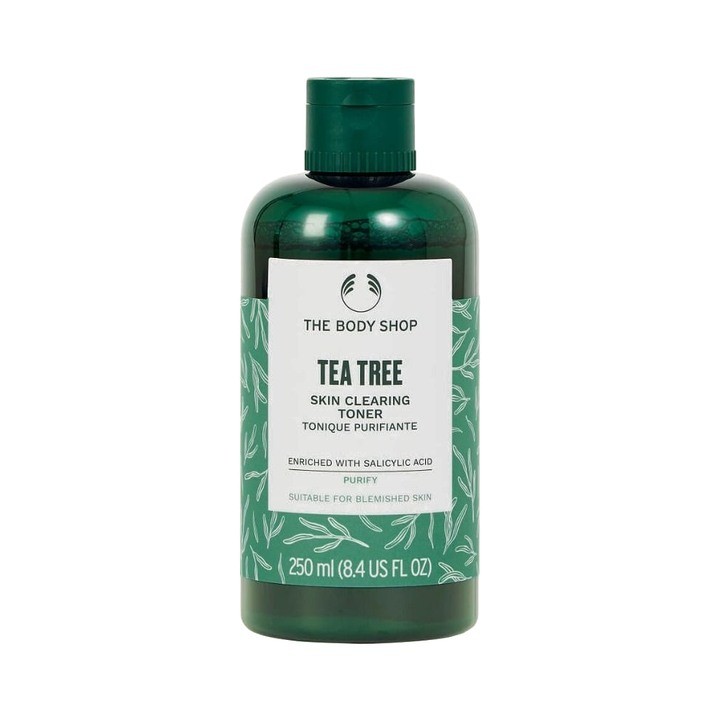 THE BODY SHOP
TEA TREE
SKIN CLEARING
TONER
TONIQUE PURIFIANTE
ENRICHED WITH SALICYLIC ACID
PURIFY
SUITABLE FOR BLEMISHED SKIN
250 ml (8.4 US FL OZ)